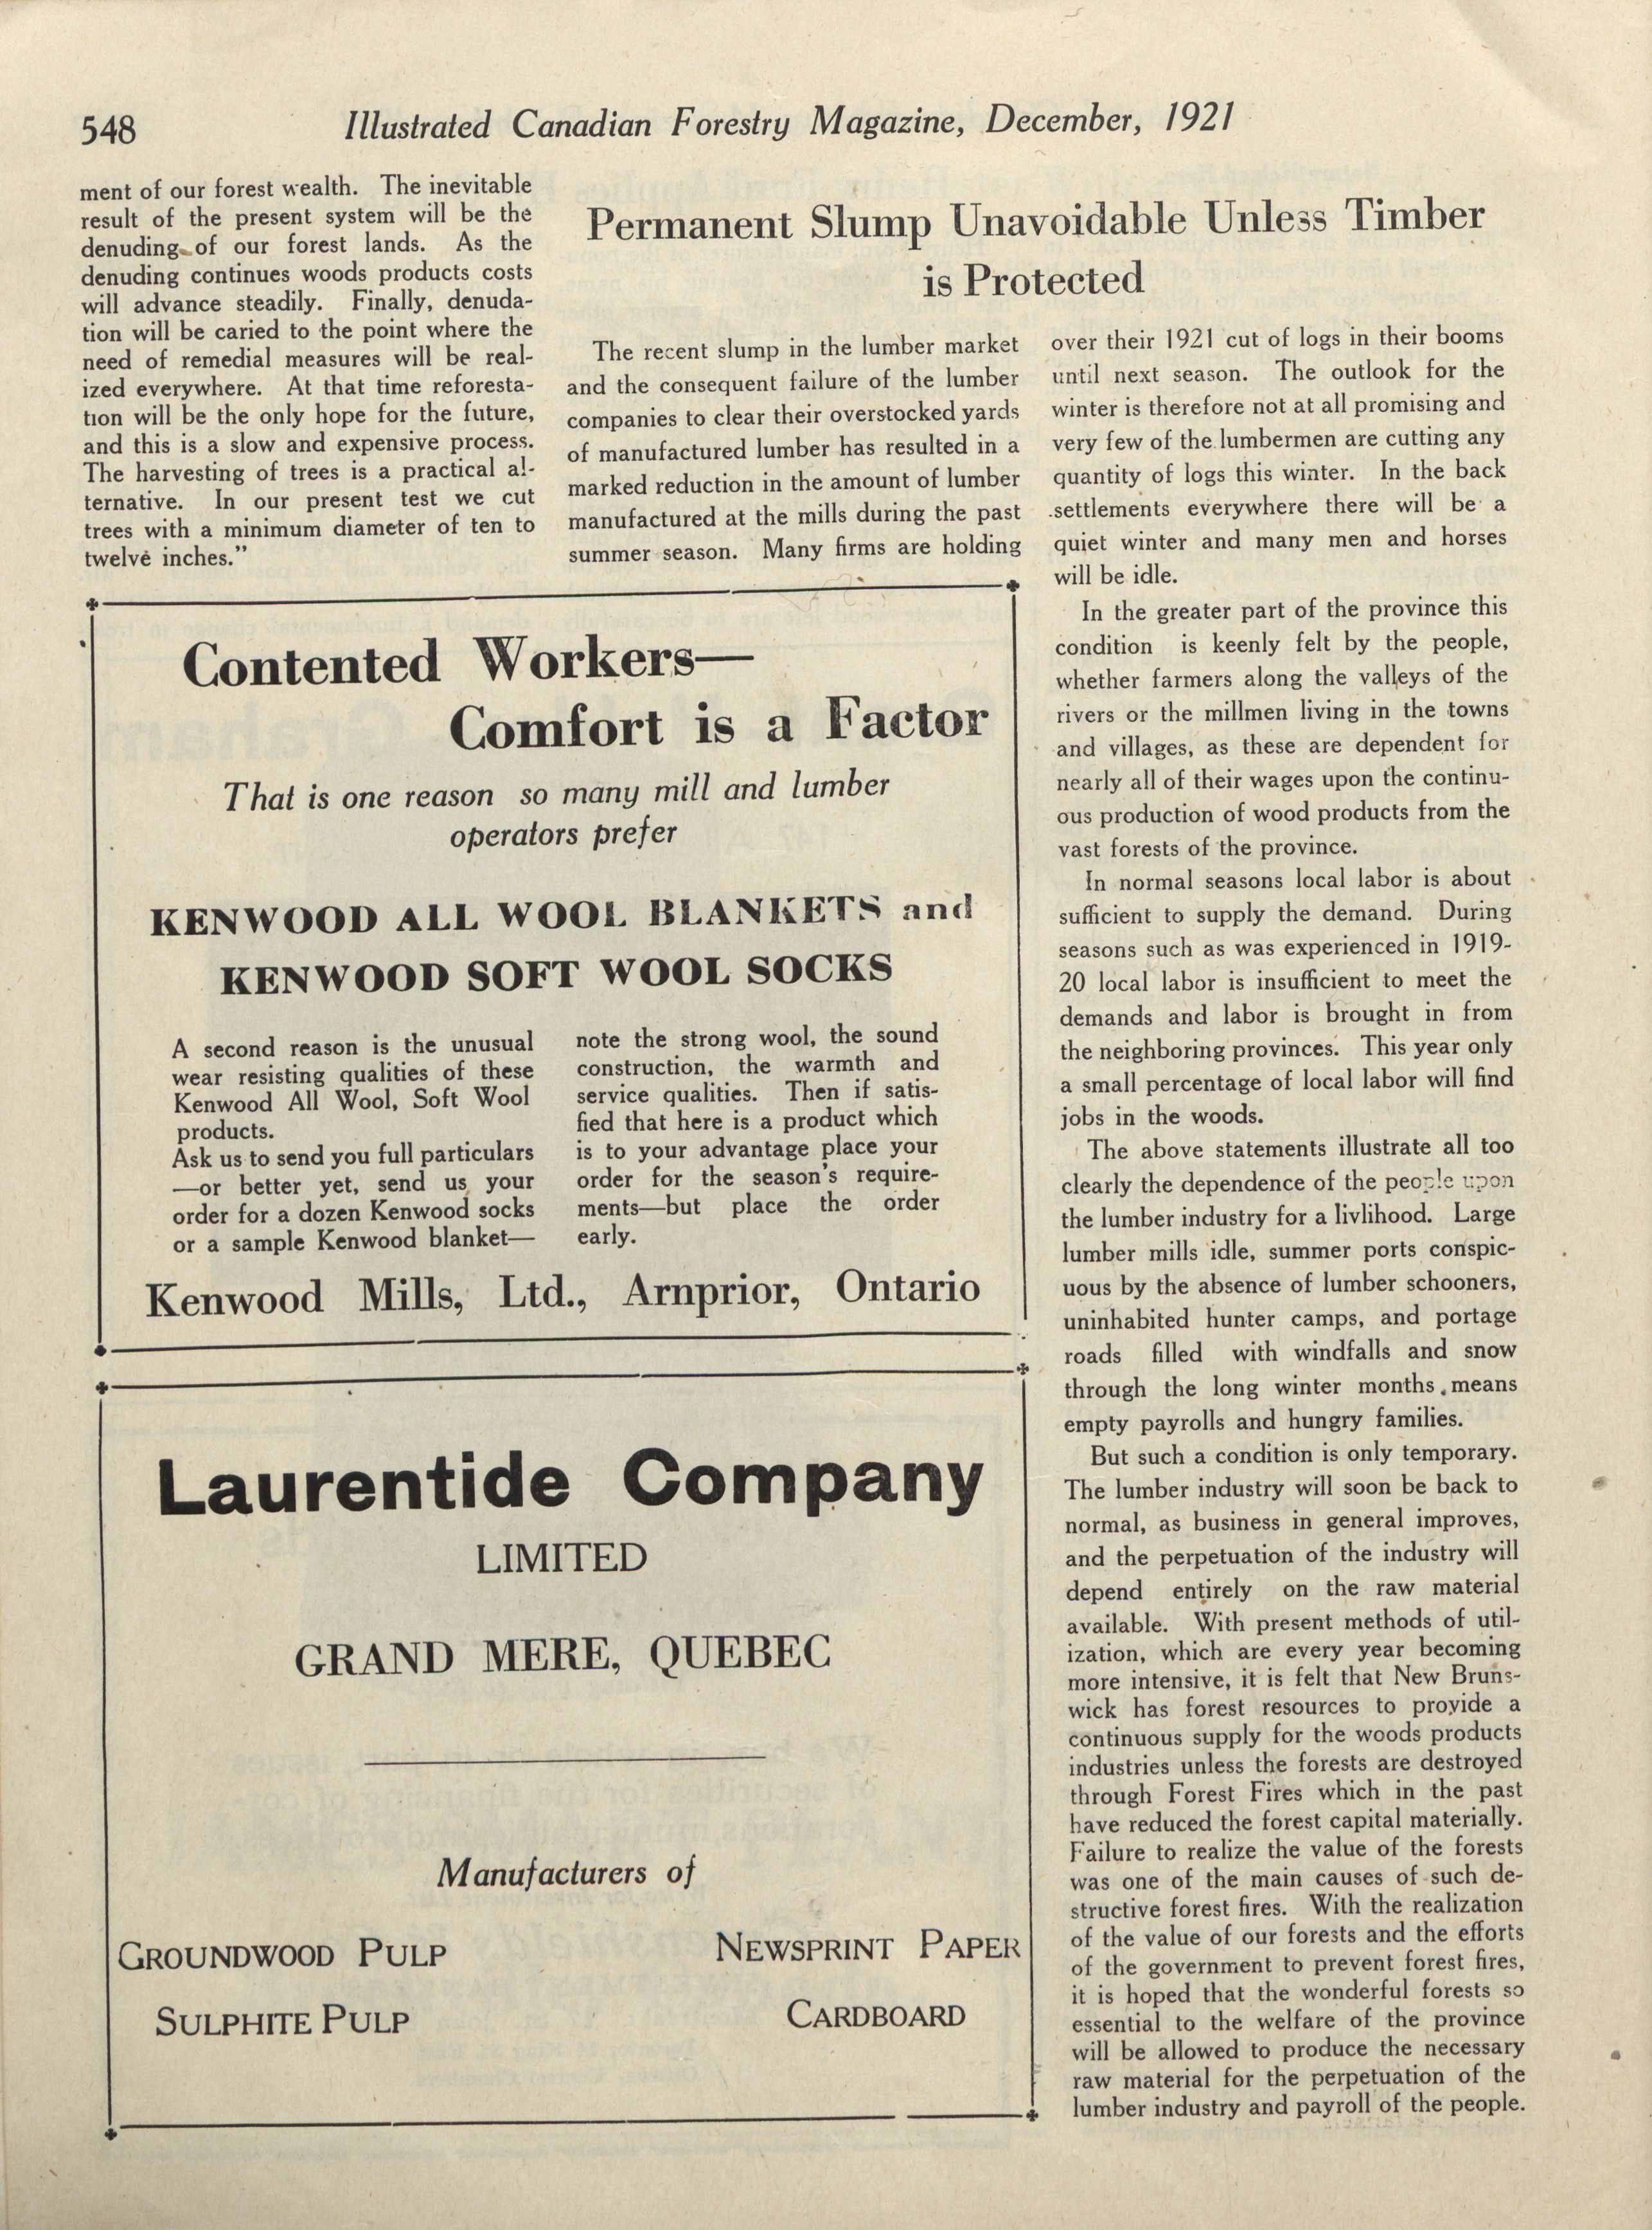 548
Illustrated Canadian Forestry Magazine, December, 1921
ment of our forest wealth. The inevitable
result of the present system will be the
denuding of our forest lands. As the
denuding continues woods products costs
will advance steadily. Finally, denuda-
tion will be caried to the point where the
need of remedial measures will be real-
ized everywhere. At that time reforesta-
tion will be the only hope for the future,
and this is a slow and expensive process.
The harvesting of trees is a practical al-
ternative. In our present test we cut
trees with a minimum diameter of ten to
twelve inches."
Permanent Slump Unavoidable Unless Timber
is Protected
The recent slump in the lumber market
and the consequent failure of the lumber
companies to clear their overstocked yards
of manufactured lumber has resulted in a
marked reduction in the amount of lumber
manufactured at the mills during the past
summer season. Many firms are holding
over their 1921 cut of logs in their booms
until next season. The outlook for the
winter is therefore not at all promising and
very few of the lumbermen are cutting any
quantity of logs this winter. In the back
settlements everywhere there will be a
quiet winter and many men and horses
will be idle.
In the greater part of the province this
condition is keenly felt by the people,
whether farmers along the valleys of the
rivers or the millmen living in the towns
and villages, as these are dependent for
nearly all of their wages upon the continu-
ous production of wood products from the
vast forests of the province.
In normal seasons local labor is about
sufficient to supply the demand. During
seasons such as was experienced in 1919-
20 local labor is insufficient to meet the
demands and labor is brought in from
the neighboring provinces. This year only
a small percentage of local labor will find
jobs in the woods.
The above statements illustrate all too
clearly the dependence of the people upon
the lumber industry for a livlihood. Large
lumber mills idle, summer ports conspic-
uous by the absence of lumber schooners,
uninhabited hunter camps, and portage
roads filled with windfalls and snow
through the long winter months means
empty payrolls and hungry families.
But such a condition is only temporary.
The lumber industry will soon be back to
normal, as business in general improves,
and the perpetuation of the industry will
depend entirely on the raw material
available. With present methods of util-
ization, which are every year becoming
more intensive, it is felt that New Bruns-
wick has forest resources to provide a
continuous supply for the woods products
industries unless the forests are destroyed
through Forest Fires which in the past
have reduced the forest capital materially.
Failure to realize the value of the forests
was one of the main causes of such de-
structive forest fires. With the realization
of the value of our forests and the efforts
of the government to prevent forest fires,
it is hoped that the wonderful forests so
essential to the welfare of the province
will be allowed to produce the necessary
raw material for the perpetuation of the
lumber industry and payroll of the people.
Contented Workers—
Comfort is a Factor
That is one reason so many mill and lumber
operators prefer
KENWOOD ALL WOOL BLANKETS and
KENWOOD SOFT WOOL SOCKS
A second reason is the unusual
wear resisting qualities of these
Kenwood All Wool, Soft Wool
products.
Ask us to send you full particulars
—or better yet, send us your
order for a dozen Kenwood socks
or a sample Kenwood blanket—
note the strong wool, the sound
construction, the warmth and
service qualities. Then if satis-
fied that here is a product which
is to your advantage place your
order for the season's require-
ments—but place the order
early.
Kenwood Mills, Ltd., Arnprior, Ontario
Laurentide Company
LIMITED
GRAND MERE, QUEBEC
Manufacturers of
GROUNDWOOD PULP
NEWSPRINT PAPER
SULPHITE PULP
CARDBOARD